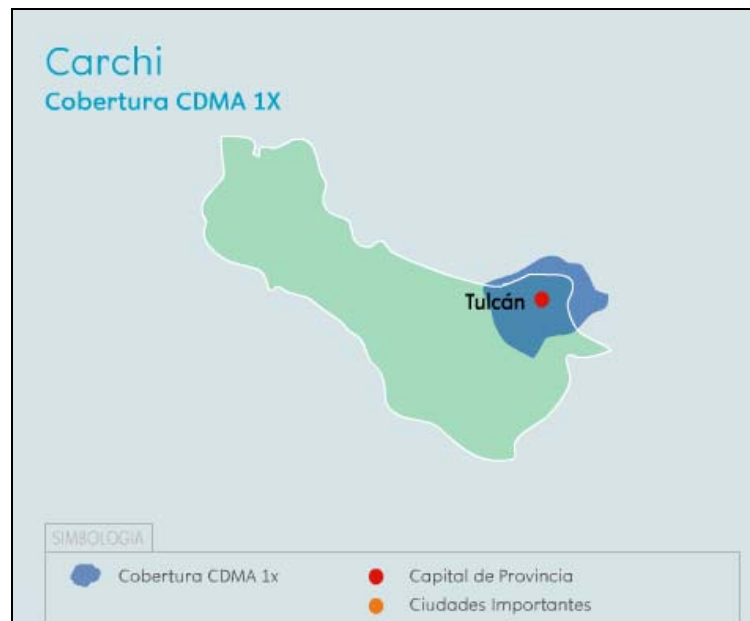 Carchi
Cobertura CDMA 1X
Tulcán
SIMBOLOGIA
Cobertura CDMA 1x
Capital de Provincia
Ciudades Importantes